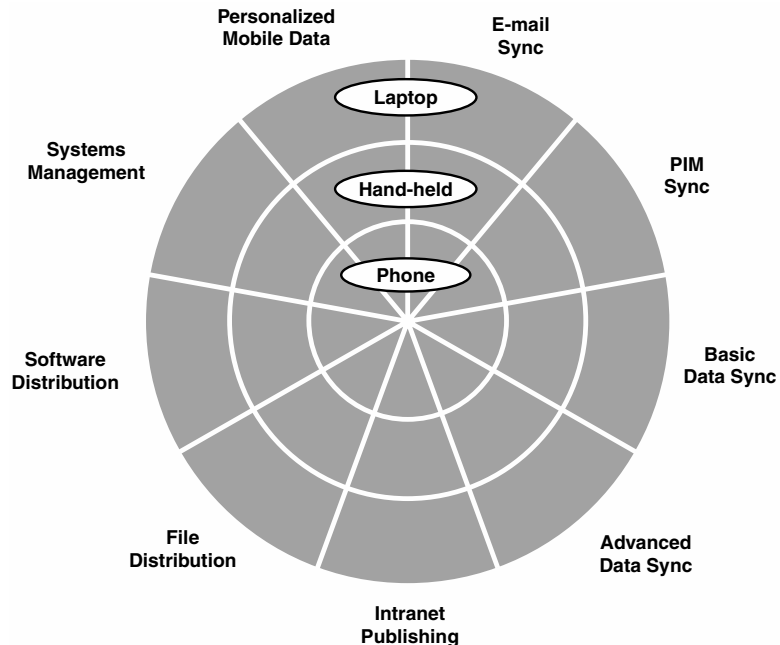 Personalized
Mobile Data
E-mail
Sync
Laptop
Systems
Management
PIM
Sync
Hand-held
Phone
Software
Distribution
Basic
Data Sync
File
Distribution
Advanced
Data Sync
Intranet
Publishing